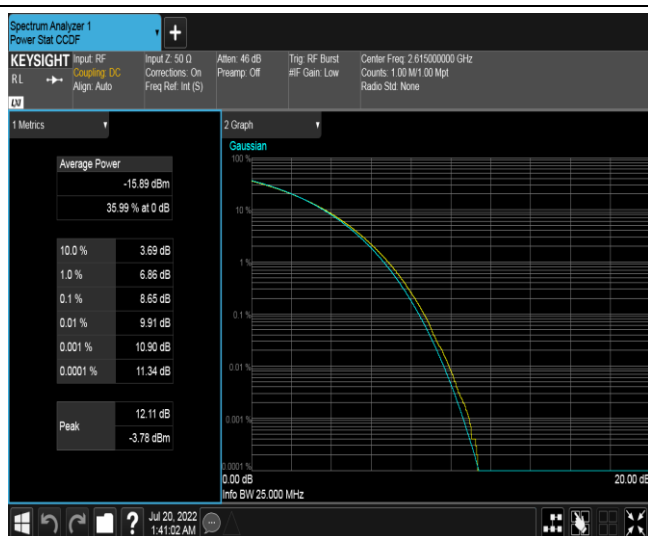 Spectrum Analyzer 1
Power Stat CCDF
+
KEYSIGHT
RL
LXI
Input: RF
Coupling: DC
Align: Auto
Input Z: 50 Ω
Corrections: On
Freq Ref: Int (S)
Atten: 46 dB
Preamp: Off
Trig: RF Burst
#IF Gain: Low
Center Freq: 2.615000000 GHz
Counts: 1.00 M/1.00 Mpt
Radio Std: None
1 Metrics
Average Power
-15.89 dBm
35.99 % at 0 dB
10.0 % 3.69 dB
1.0 % 6.86 dB
0.1 % 8.65 dB
0.01 % 9.91 dB
0.001 % 10.90 dB
0.0001 % 11.34 dB
Peak
12.11 dB
-3.78 dBm
2 Graph
Gaussian
100 %
10 %
1 %
0.1 %
0.01 %
0.001 %
0.0001 %
0.00 dB 20.00 dB
Info BW 25.000 MHz
?
Jul 20, 2022
1:41:02 AM